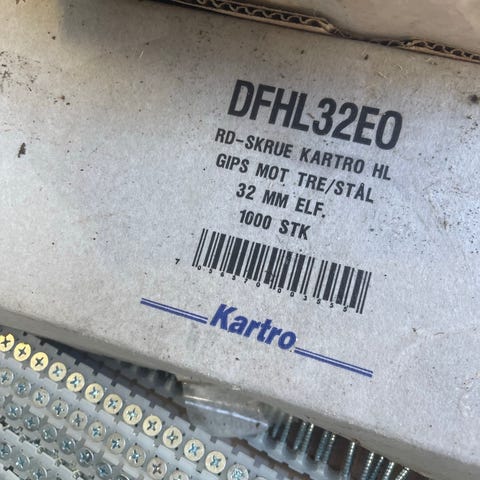 DFHL32EO
RD-SKRUE KARTRO HL
GIPS MOT TRE/STÅL
32 MM ELF.
1000 STK
Kartro